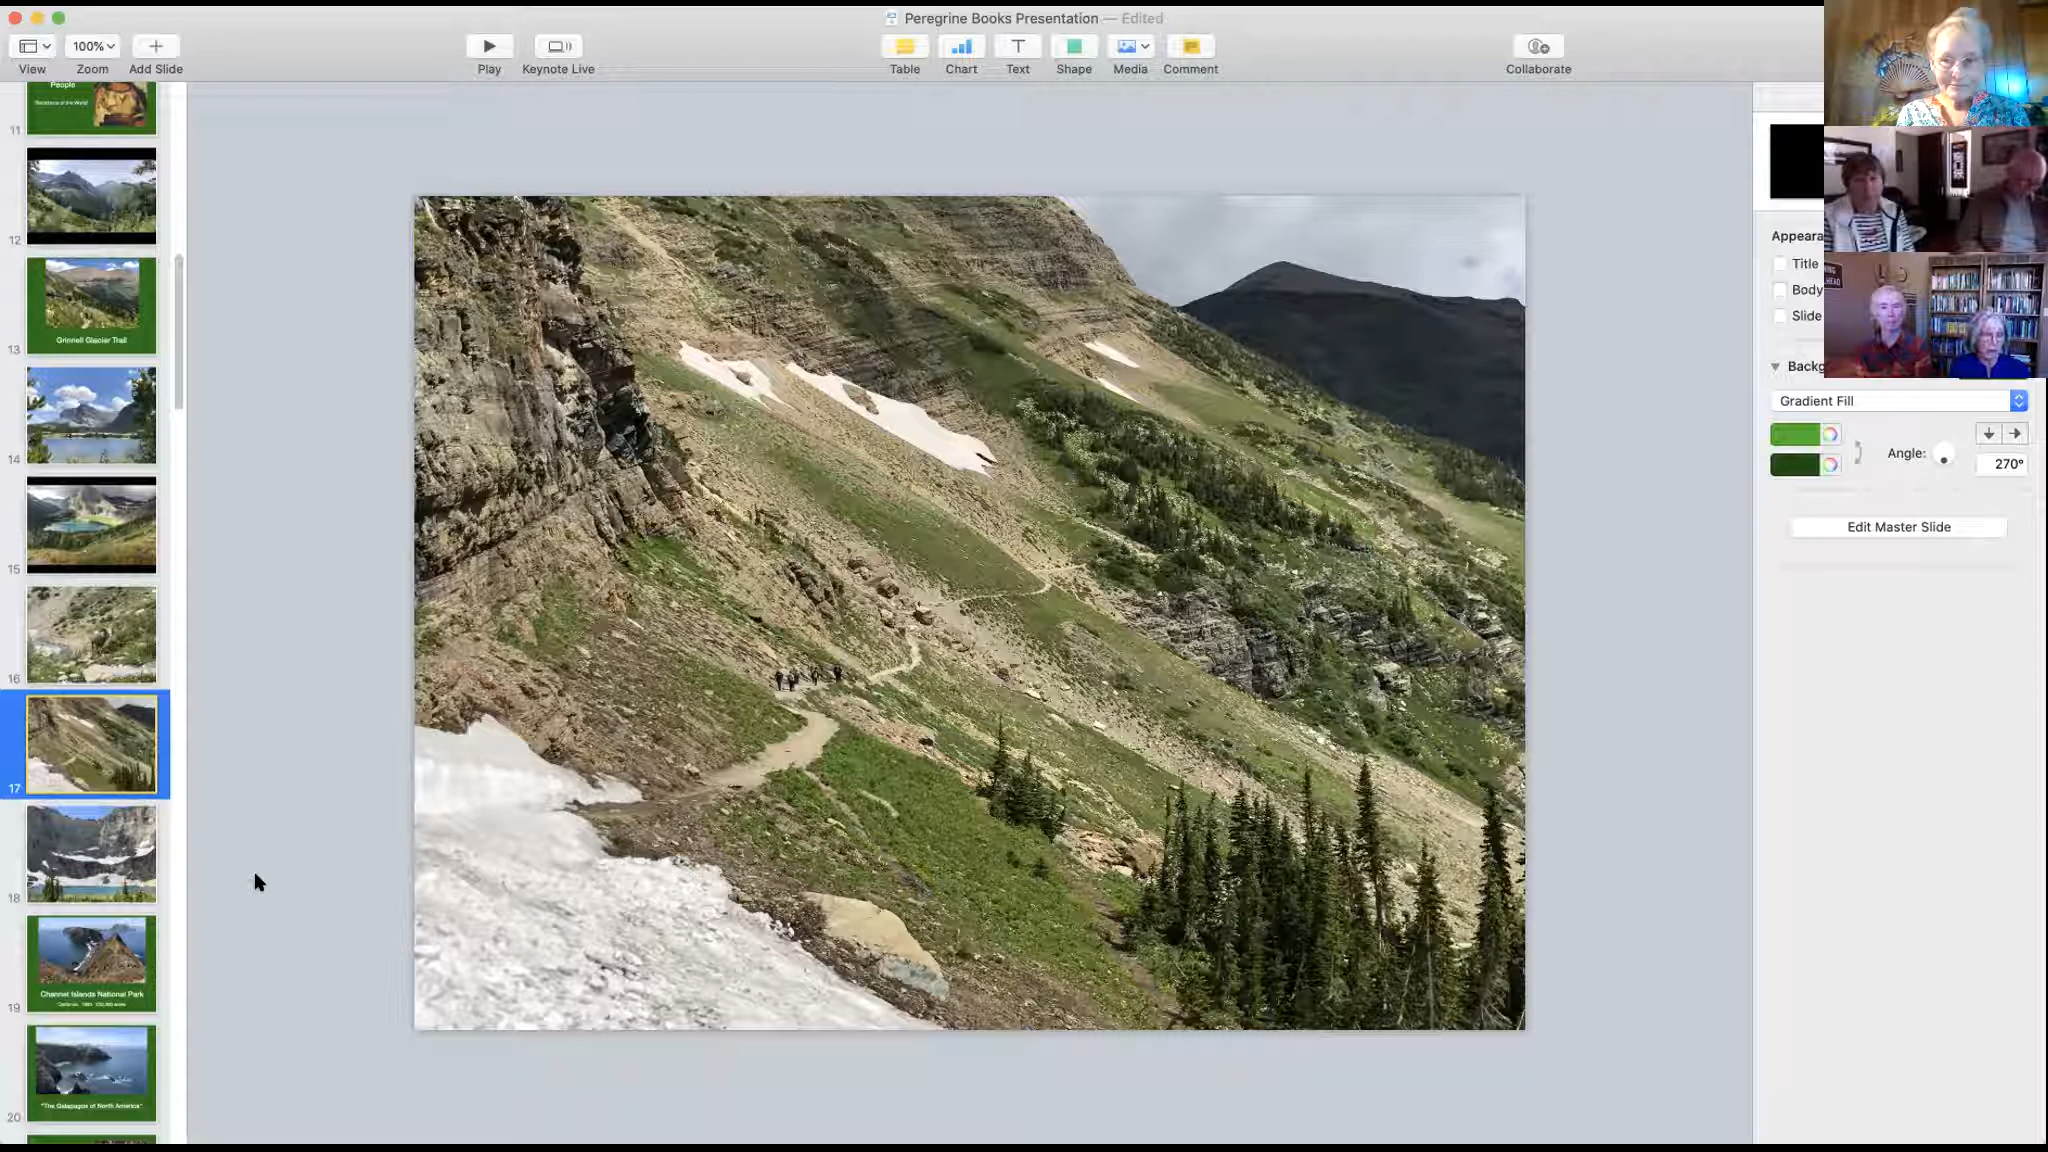 Peregrine Books Presentation — Edited
100%
View
Zoom
Add Slide
Play
Keynote Live
Table
Chart
Text
Shape
Media
Comment
Collaborate
People
11
12
Grinnell Glacier Trail
13
14
15
16
17
18
Channel Islands National Park
19
"The Galapagos of North America"
20
Appeara
Title
Body
Slide
Backg
Gradient Fill
Angle:
270°
Edit Master Slide